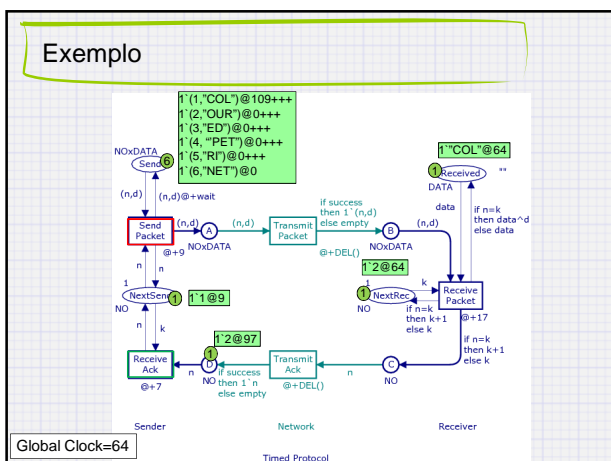 Exemplo
1`(1,"COL")@109+++
1`(2,"OUR")@0+++
1`(3,"ED")@0+++
1`(4, "“PET")@0+++
1`(5,"RI")@0+++
1`(6,"NET")@0
NOxDATA
Send
6
1`"COL"@64
1
Received
""
DATA
(n,d)
(n,d)@+wait
data
if n=k
then data^d
else data
Send
Packet
(n,d)
A
(n,d)
Transmit
Packet
if success
then 1`(n,d)
else empty
B
(n,d)
NOxDATA
NOxDATA
@+9
@+DEL()
n
n
1`2@64
1
NextSend
1
NO
1`1@9
1
1
NextRec
NO
k
if n=k
then k+1
else k
Receive
Packet
@+17
n
k
1`2@97
1
if n=k
then k+1
else k
Receive
Ack
n
D
NO
if success
then 1`n
else empty
Transmit
Ack
n
C
NO
@+7
@+DEL()
Sender
Network
Receiver
Global Clock=64
Timed Protocol